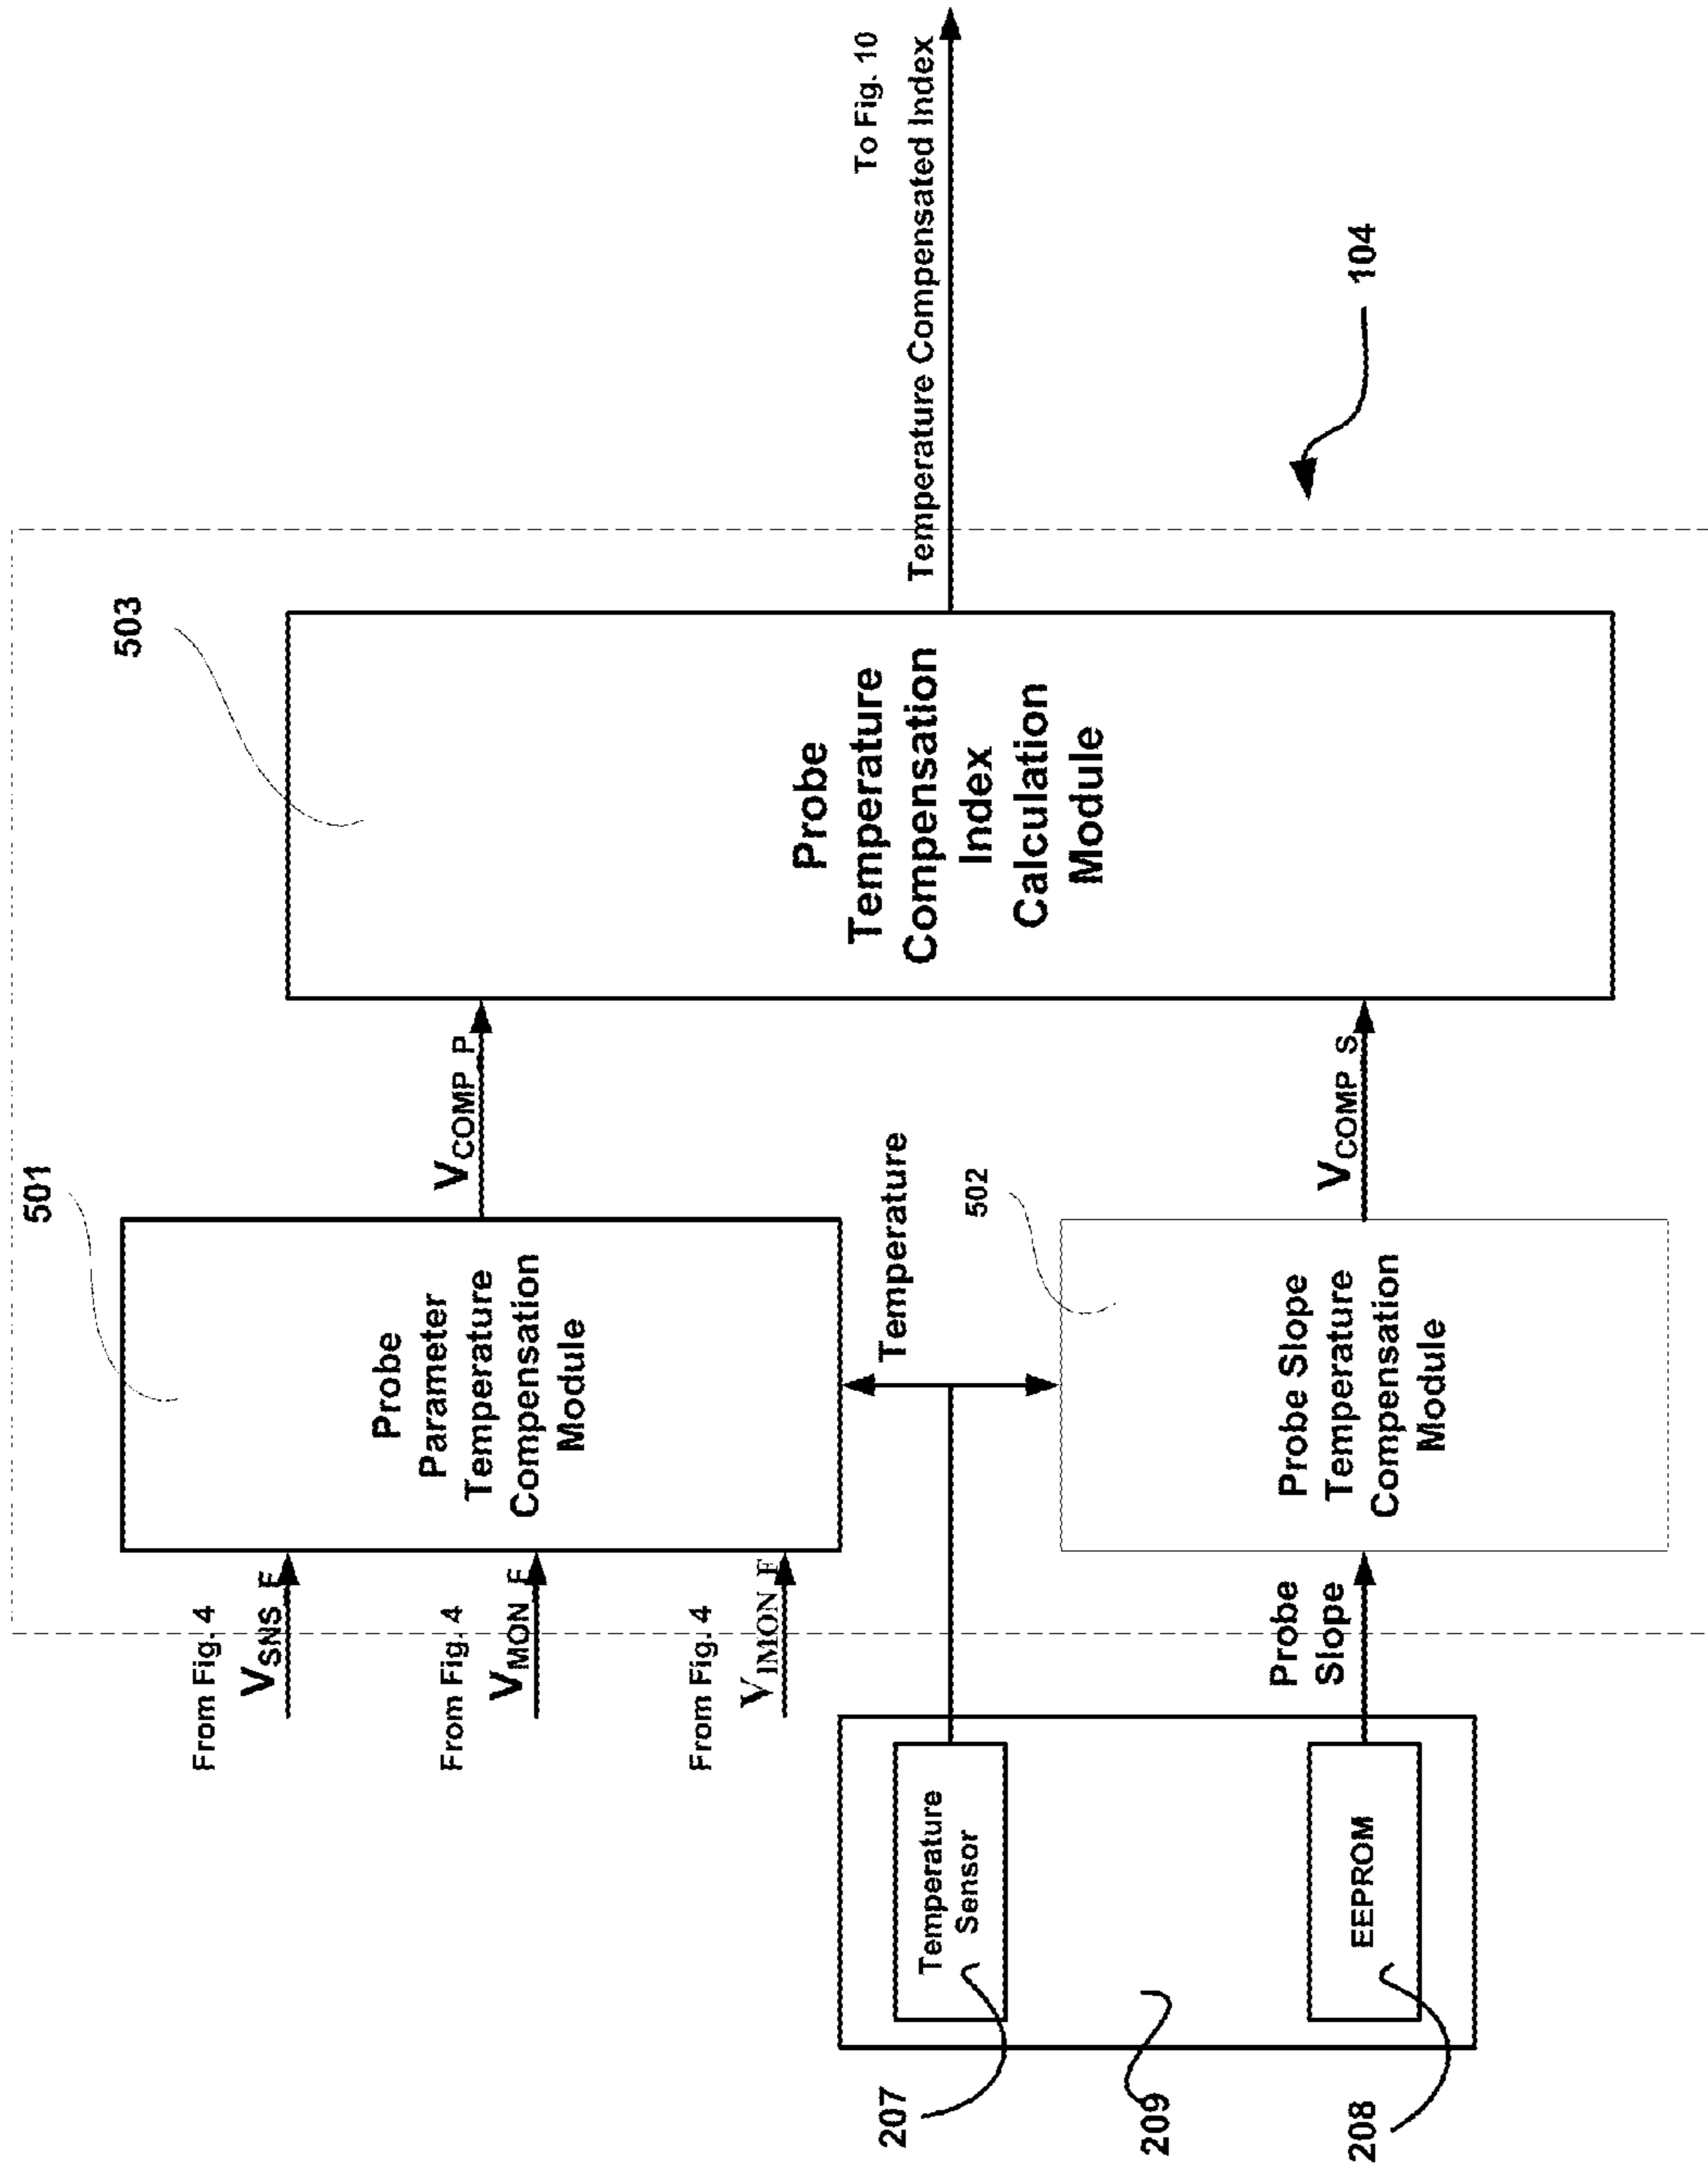 501
503
From Fig. 4
V_SNS_F
From Fig. 4
V_MON_F
From Fig. 4
V_IMON_F
Probe
Parameter
Temperature
Compensation
Module
V_COMP_P
Probe
Temperature
Compensation
Index
Calculation
Module
To Fig. 10
Temperature Compensated Index
Temperature
207
Temperature
Sensor
209
208
EEPROM
Probe
Slope
502
Probe Slope
Temperature
Compensation
Module
V_COMP_S
104